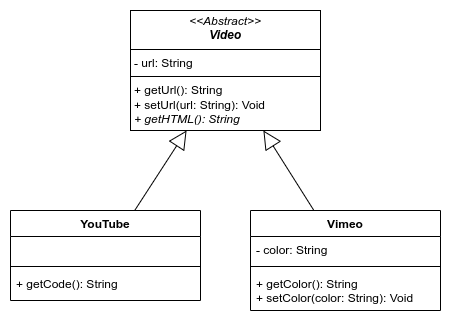 <<Abstract>>
Video
- url: String
+ getUrl(): String
+ setUrl(url: String): Void
+ getHTML(): String
YouTube
+ getCode(): String
Vimeo
- color: String
+ getColor(): String
+ setColor(color: String): Void